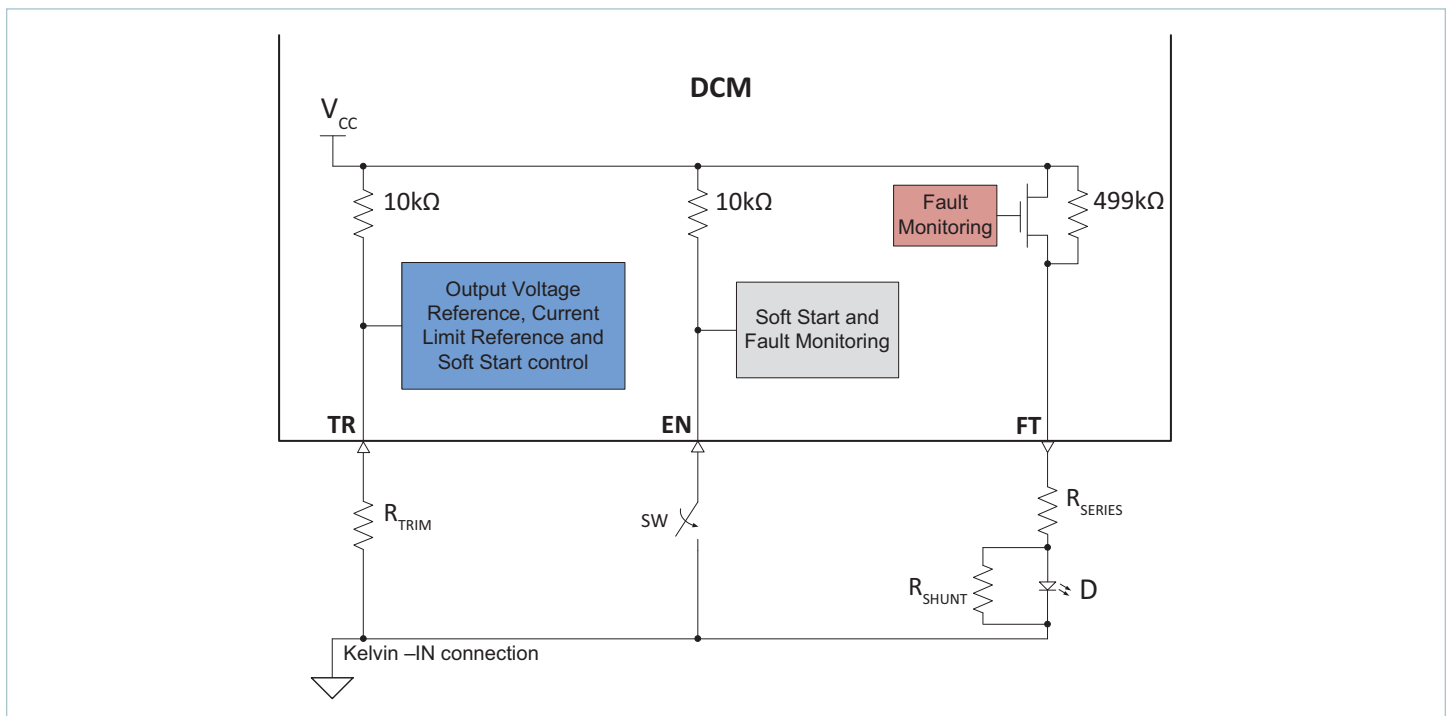 DCM
VCC
10kΩ
10kΩ
Fault
Monitoring
499kΩ
Output Voltage
Reference, Current
Limit Reference and
Soft Start control
Soft Start and
Fault Monitoring
TR
EN
FT
RTRIM
SW
RSERIES
RSHUNT
D
Kelvin –IN connection